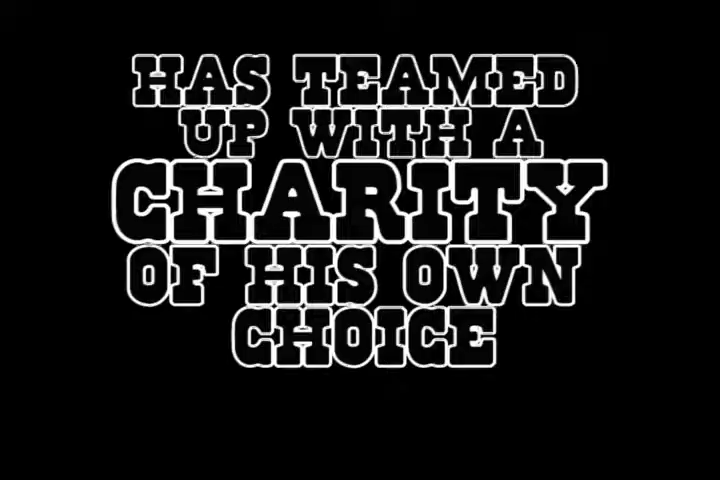 HAS TEAMED
UP WITH A
CHARITY
OF HIS OWN
CHOICE